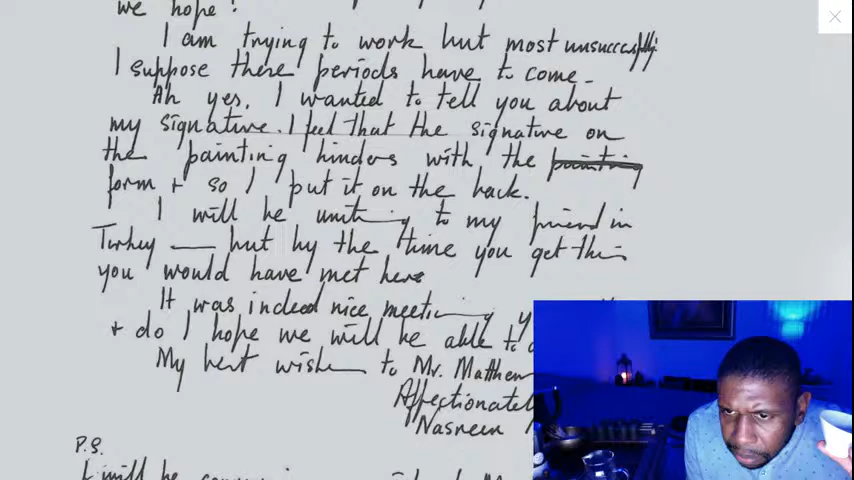 we hope!
I am trying to work but most unsuccessfully
I suppose these periods have to come-
Ah yes, I wanted to tell you about
my signature. I feel that the signature on
the painting hinders with the painting
form + so I put it on the back.
I will be writing to my friend in
Turkey — but by the time you get this
you would have met her
It was indeed nice meeting
+ do I hope we will be able to
My best wishes to Mr. Matthew
Affectionately
Nasreen
P.S.
I will be